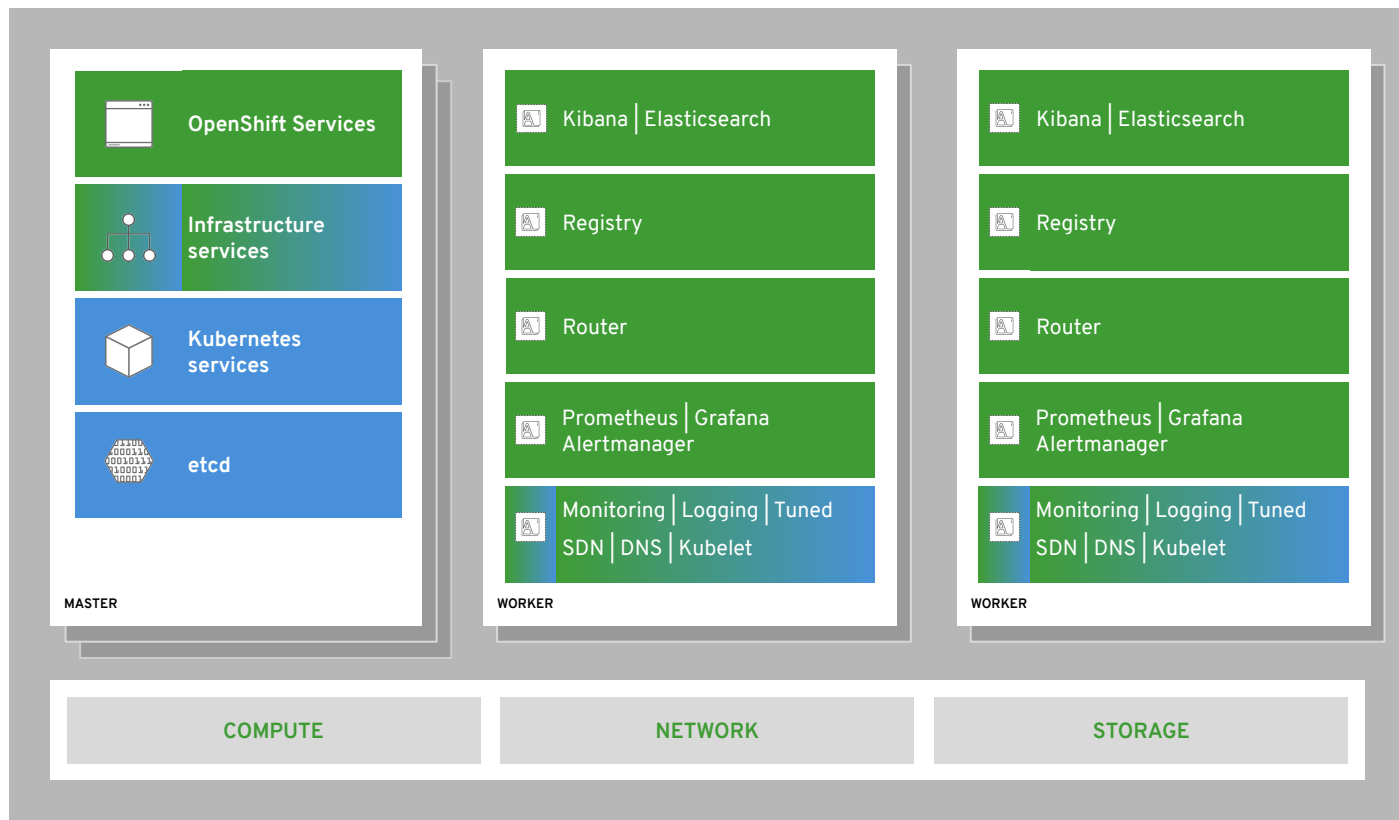 OpenShift Services
Infrastructure
services
Kubernetes
services
etcd
MASTER
Kibana | Elasticsearch
Registry
Router
Prometheus | Grafana
Alertmanager
Monitoring | Logging | Tuned
SDN | DNS | Kubelet
WORKER
Kibana | Elasticsearch
Registry
Router
Prometheus | Grafana
Alertmanager
Monitoring | Logging | Tuned
SDN | DNS | Kubelet
WORKER
COMPUTE
NETWORK
STORAGE